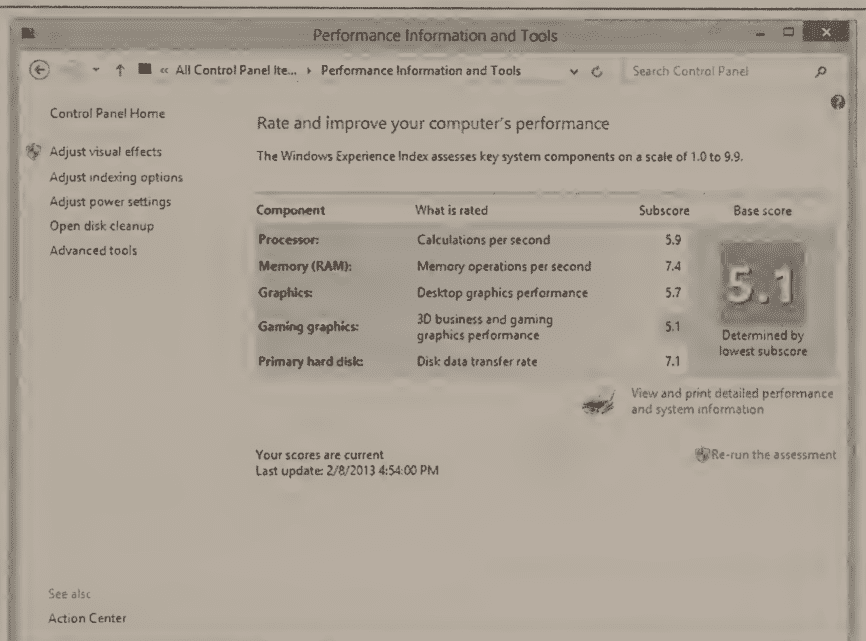 Performance Information and Tools
« All Control Panel Ite... Performance Information and Tools Search Control Panel
Control Panel Home
Adjust visual effects
Adjust indexing options
Adjust power settings
Open disk cleanup
Advanced tools
Rate and improve your computer's performance
The Windows Experience Index assesses key system components on a scale of 1.0 to 9.9.
Component What is rated Subscore Base score
Processor: Calculations per second 5.9
Memory (RAM): Memory operations per second 7.4
Graphics: Desktop graphics performance 5.7
Gaming graphics: 3D business and gaming
graphics performance 5.1
Primary hard disk: Disk data transfer rate 7.1
5.1
Determined by
lowest subscore
View and print detailed performance
and system information
Your scores are current
Last update: 2/8/2013 4:54:00 PM
Re-run the assessment
See also
Action Center